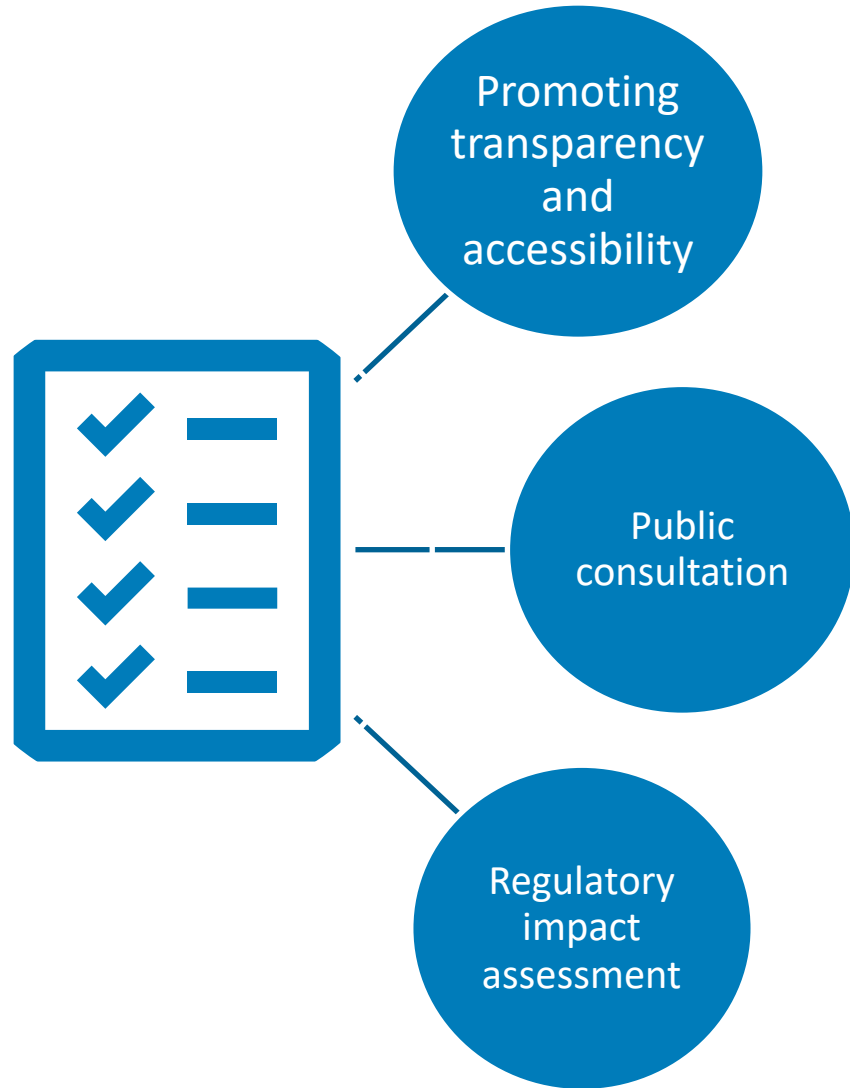 Promoting
transparency
and
accessibility
Public
consultation
Regulatory
impact
assessment